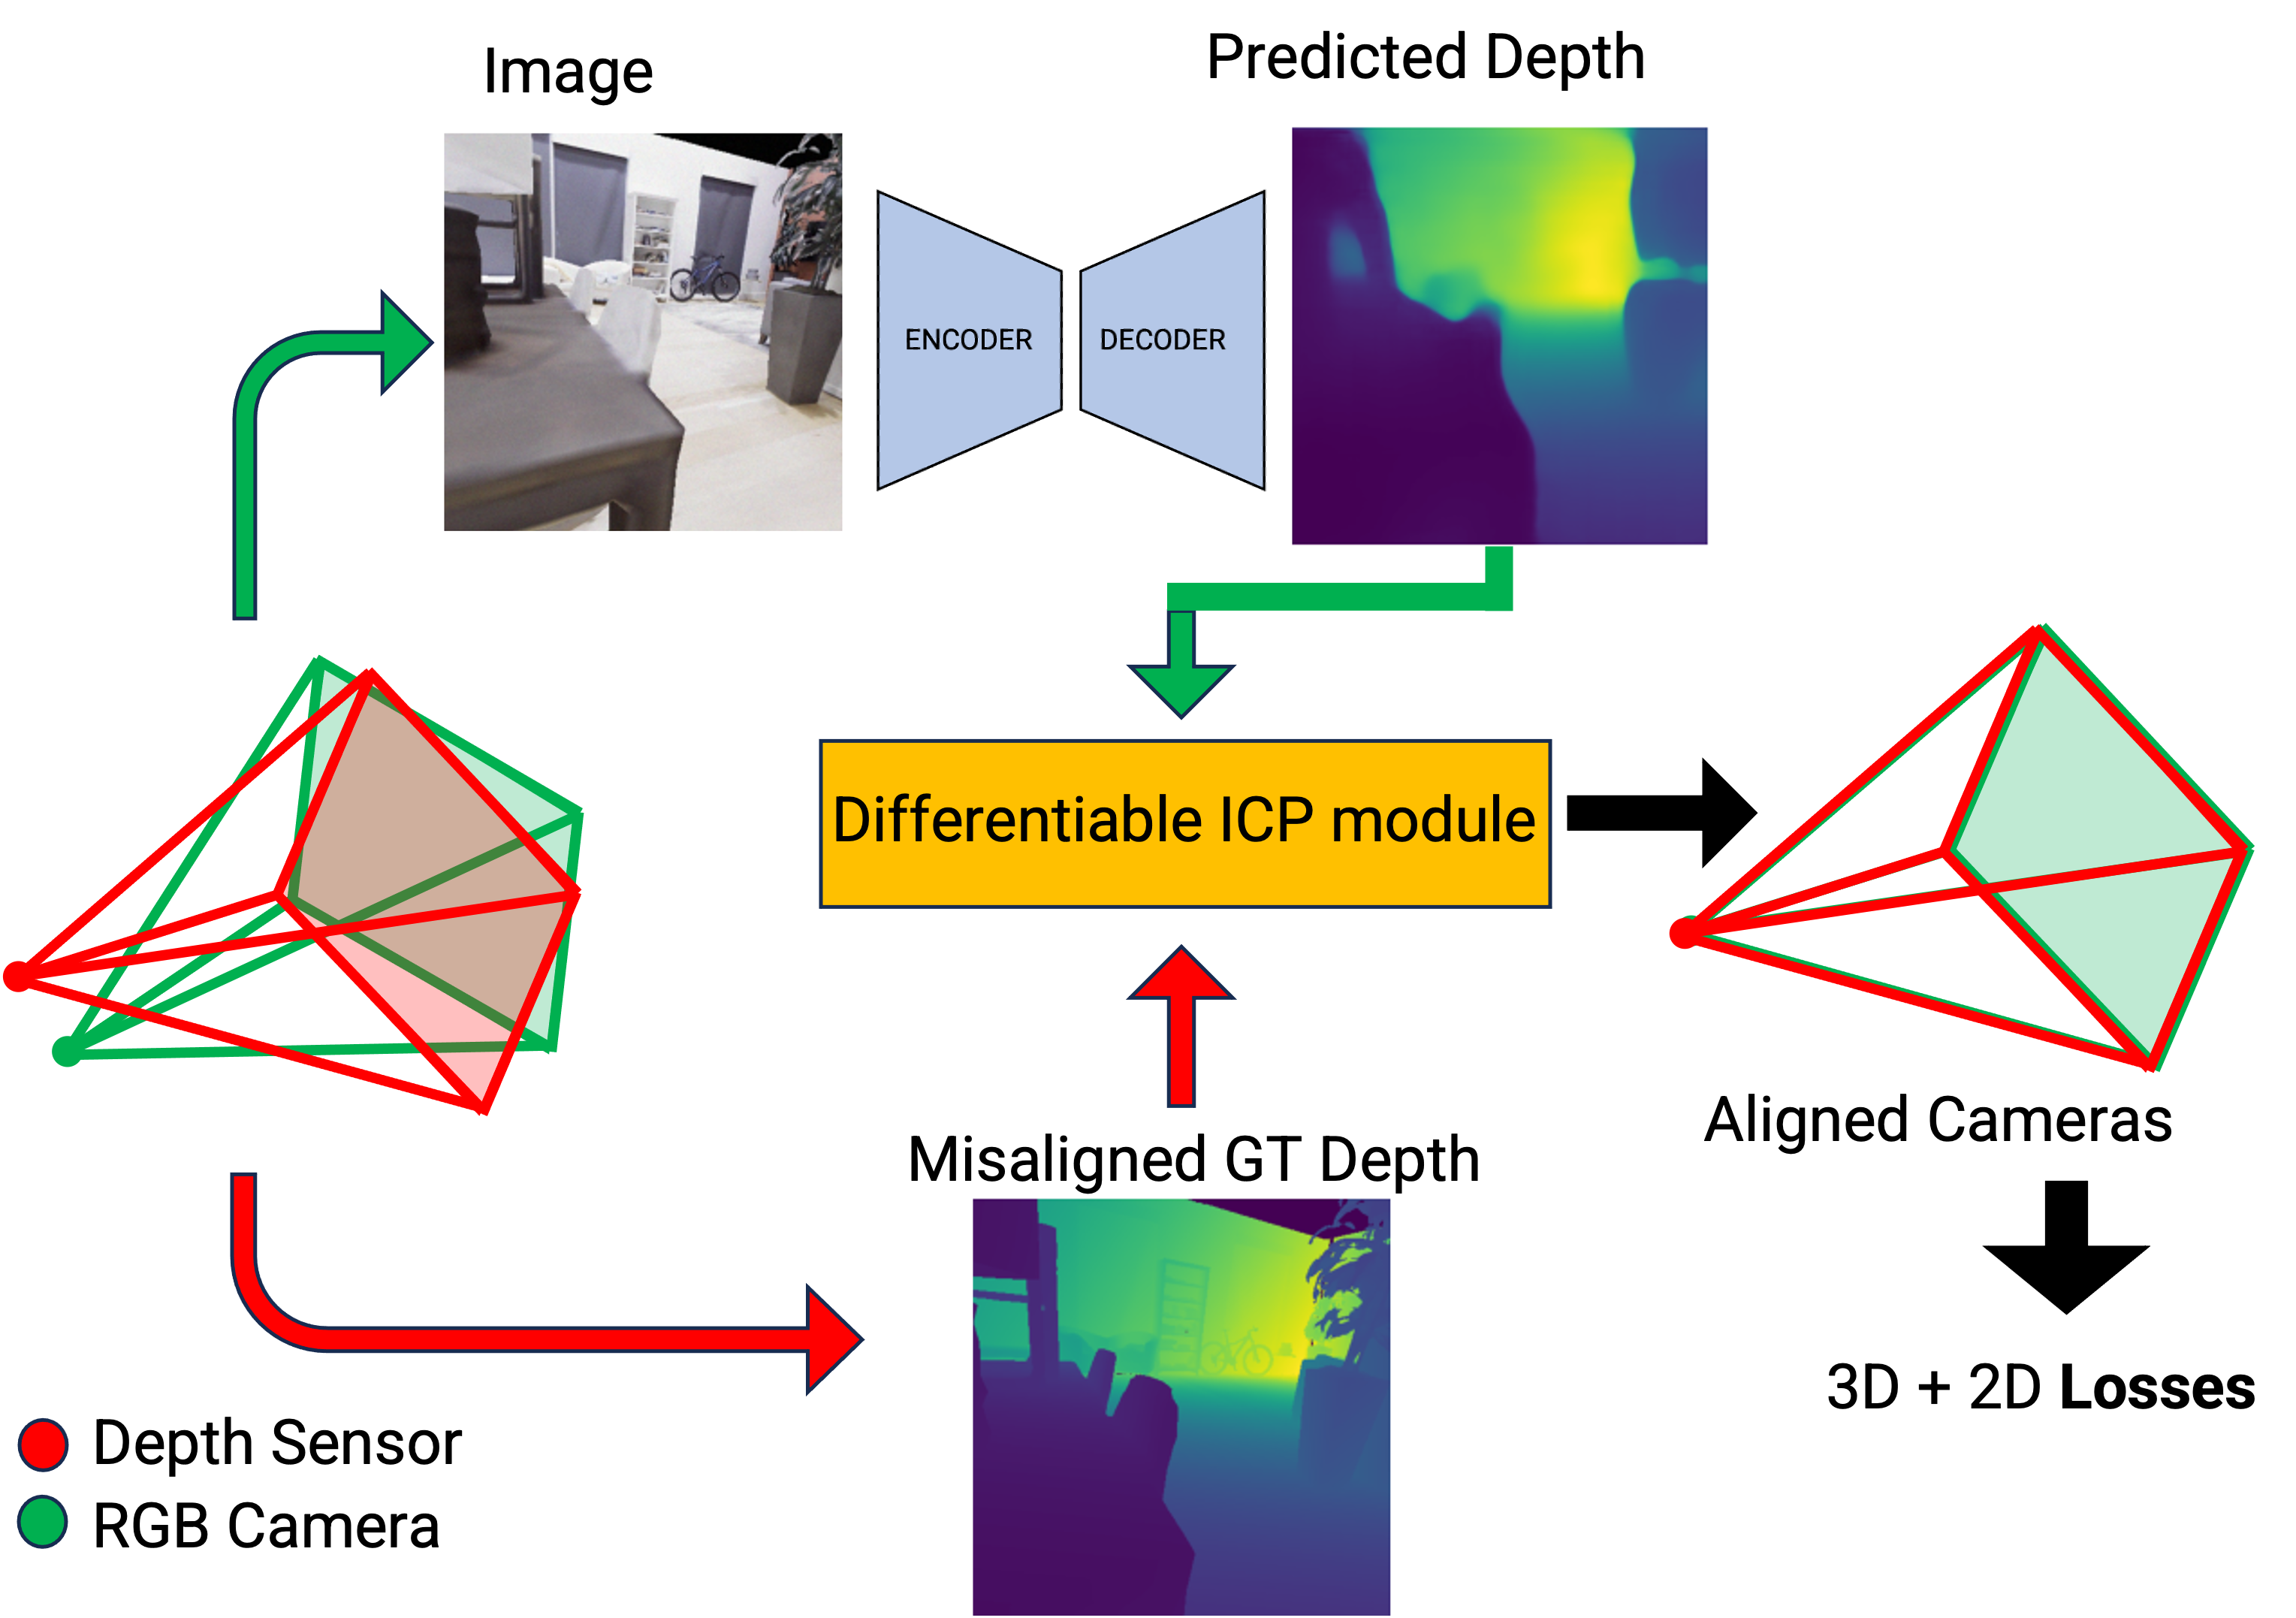 Image
Predicted Depth
ENCODER
DECODER
Differentiable ICP module
Misaligned GT Depth
Aligned Cameras
3D + 2D Losses
Depth Sensor
RGB Camera